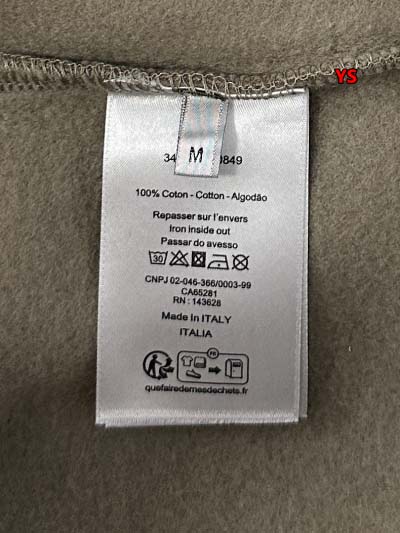 YS
M
34 0849
100% Coton - Cotton - Algodão
Repasser sur l'envers
Iron inside out
Passar do avesso
30
CNPJ 02-046-366/0003-99
CA65281
RN : 143628
Made In ITALY
ITALIA
FR
quefairedemesdechets.fr